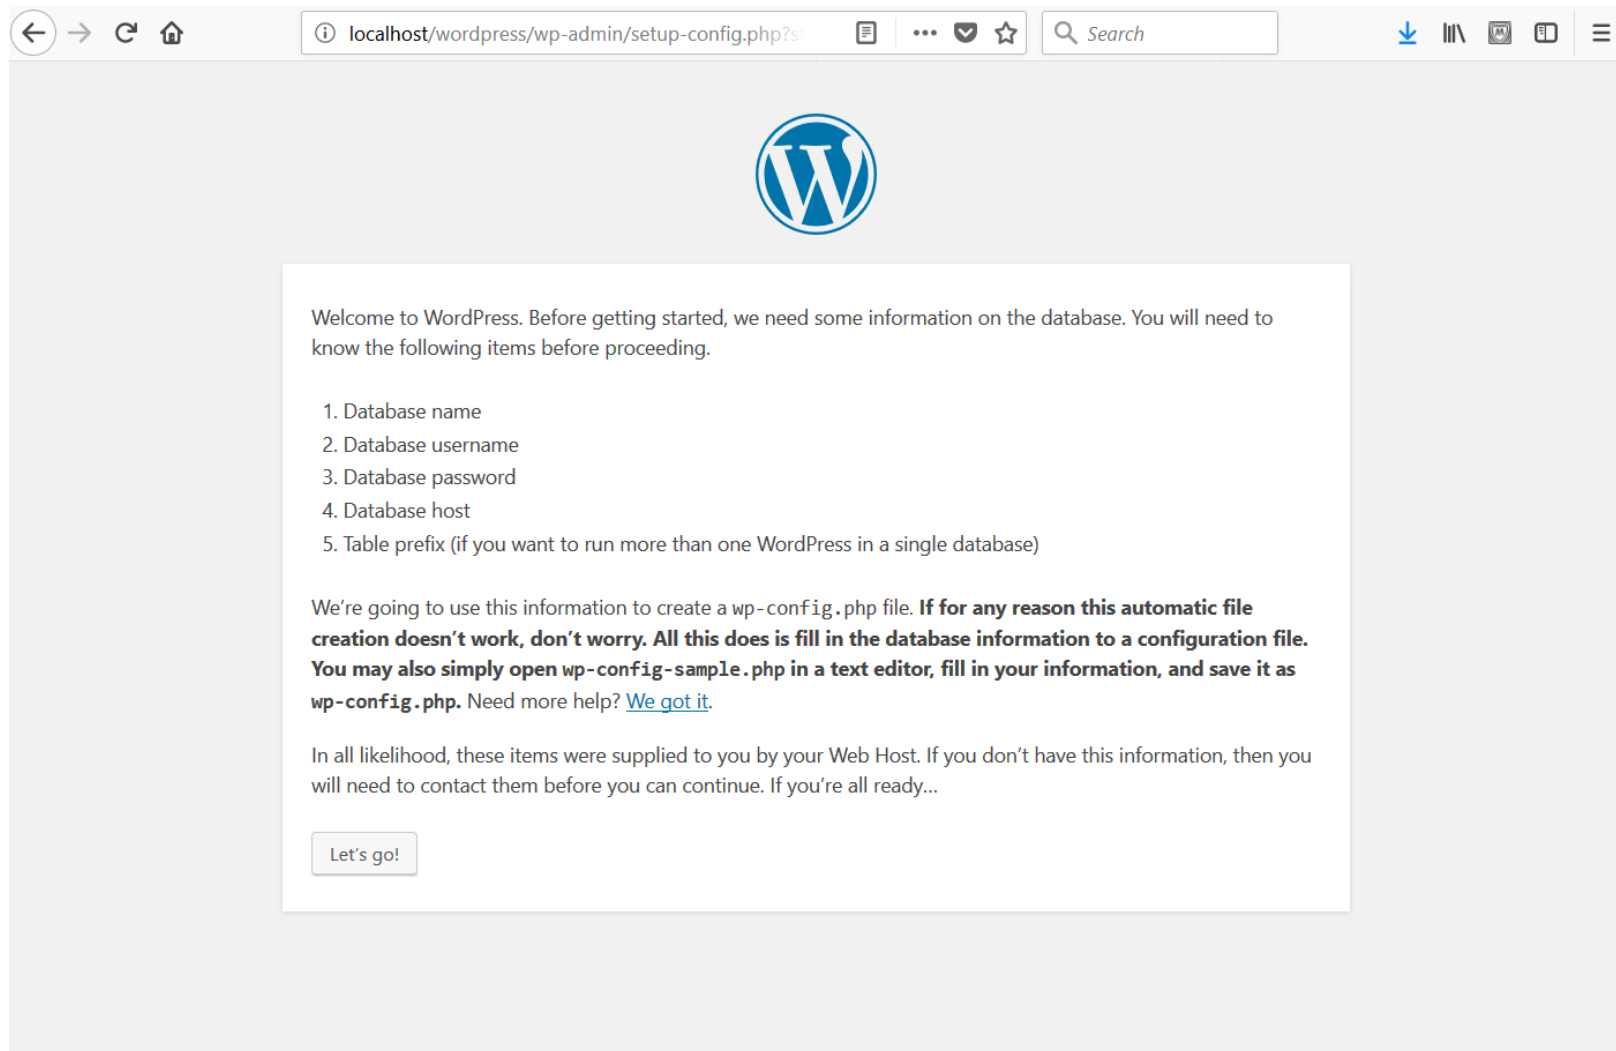 localhost/wordpress/wp-admin/setup-config.php?
Search
Welcome to WordPress. Before getting started, we need some information on the database. You will need to
know the following items before proceeding.
1. Database name
2. Database username
3. Database password
4. Database host
5. Table prefix (if you want to run more than one WordPress in a single database)
We’re going to use this information to create a wp-config.php file. If for any reason this automatic file
creation doesn’t work, don’t worry. All this does is fill in the database information to a configuration file.
You may also simply open wp-config-sample.php in a text editor, fill in your information, and save it as
wp-config.php. Need more help? We got it.
In all likelihood, these items were supplied to you by your Web Host. If you don’t have this information, then you
will need to contact them before you can continue. If you’re all ready…
Let’s go!